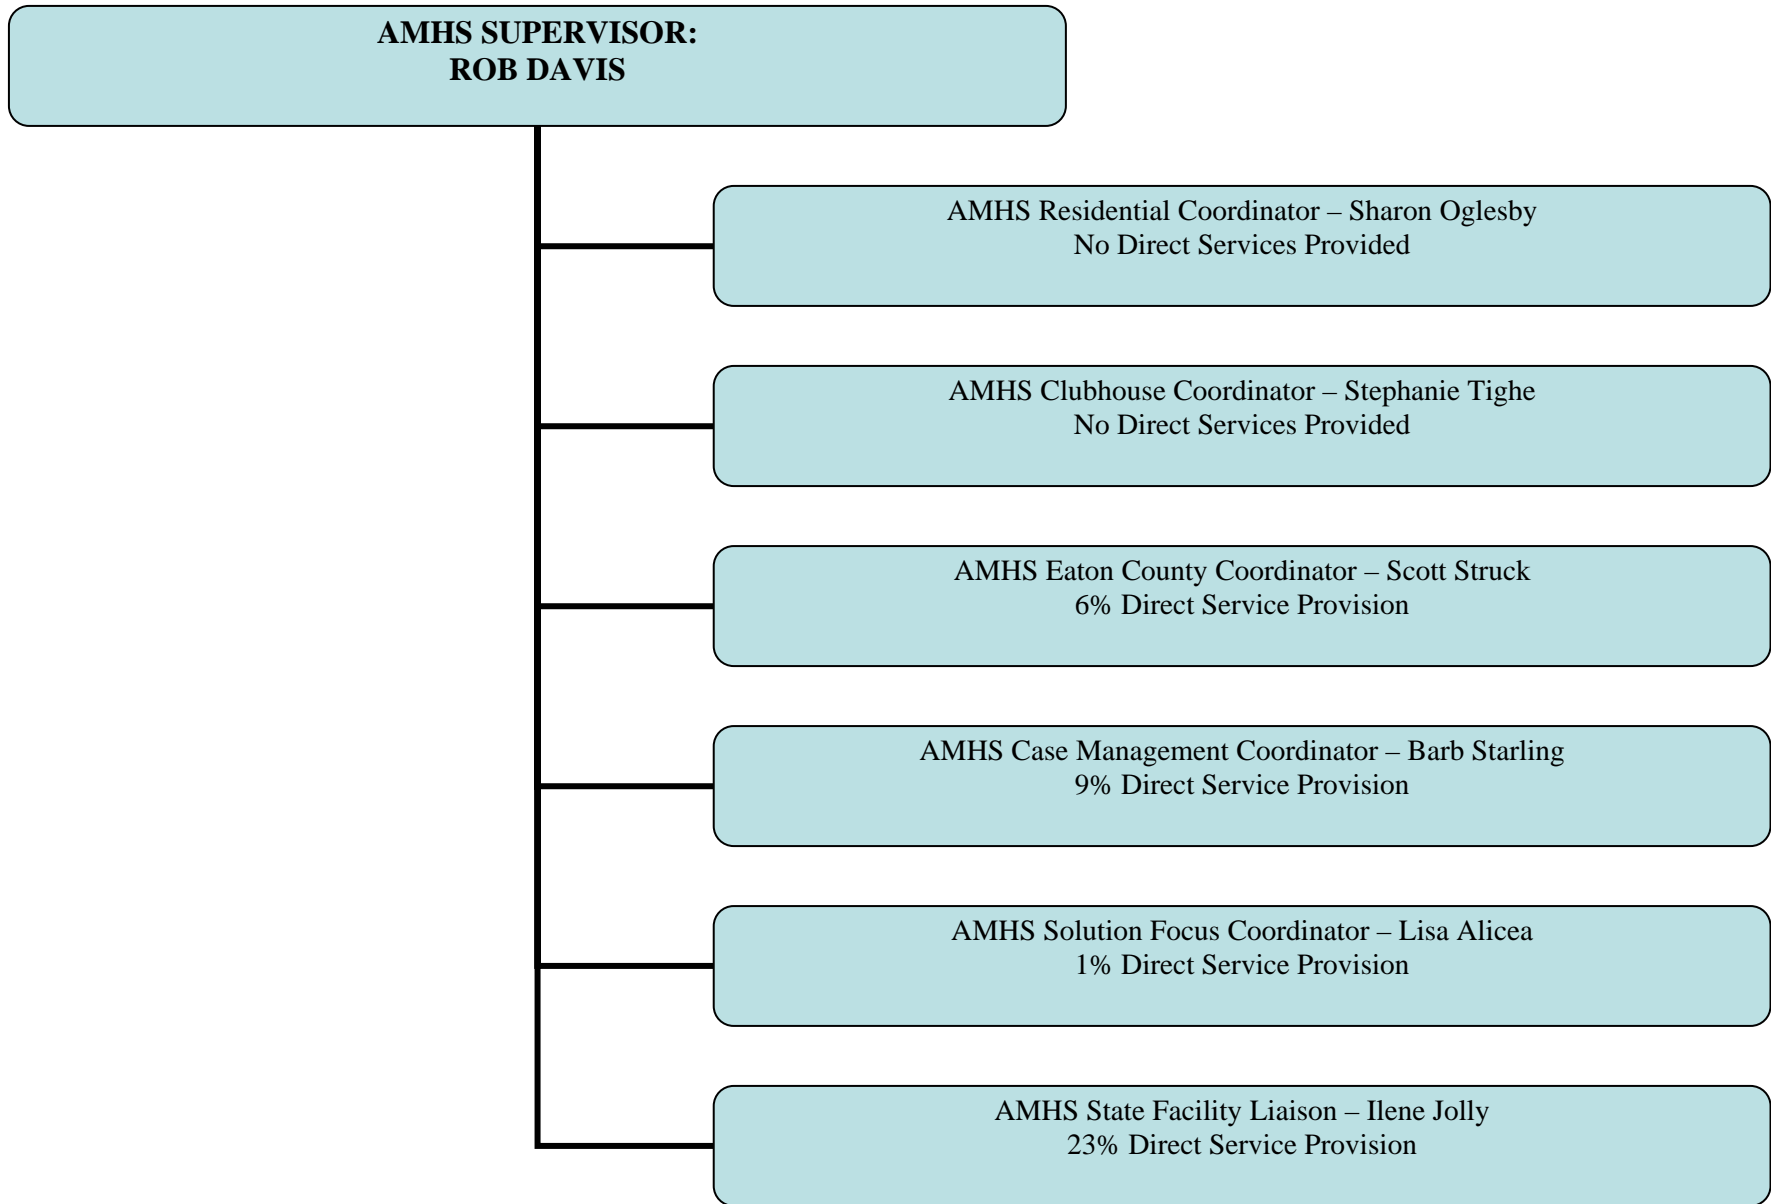 AMHS SUPERVISOR:
ROB DAVIS
AMHS Residential Coordinator – Sharon Oglesby
No Direct Services Provided
AMHS Clubhouse Coordinator – Stephanie Tighe
No Direct Services Provided
AMHS Eaton County Coordinator – Scott Struck
6% Direct Service Provision
AMHS Case Management Coordinator – Barb Starling
9% Direct Service Provision
AMHS Solution Focus Coordinator – Lisa Alicea
1% Direct Service Provision
AMHS State Facility Liaison – Ilene Jolly
23% Direct Service Provision